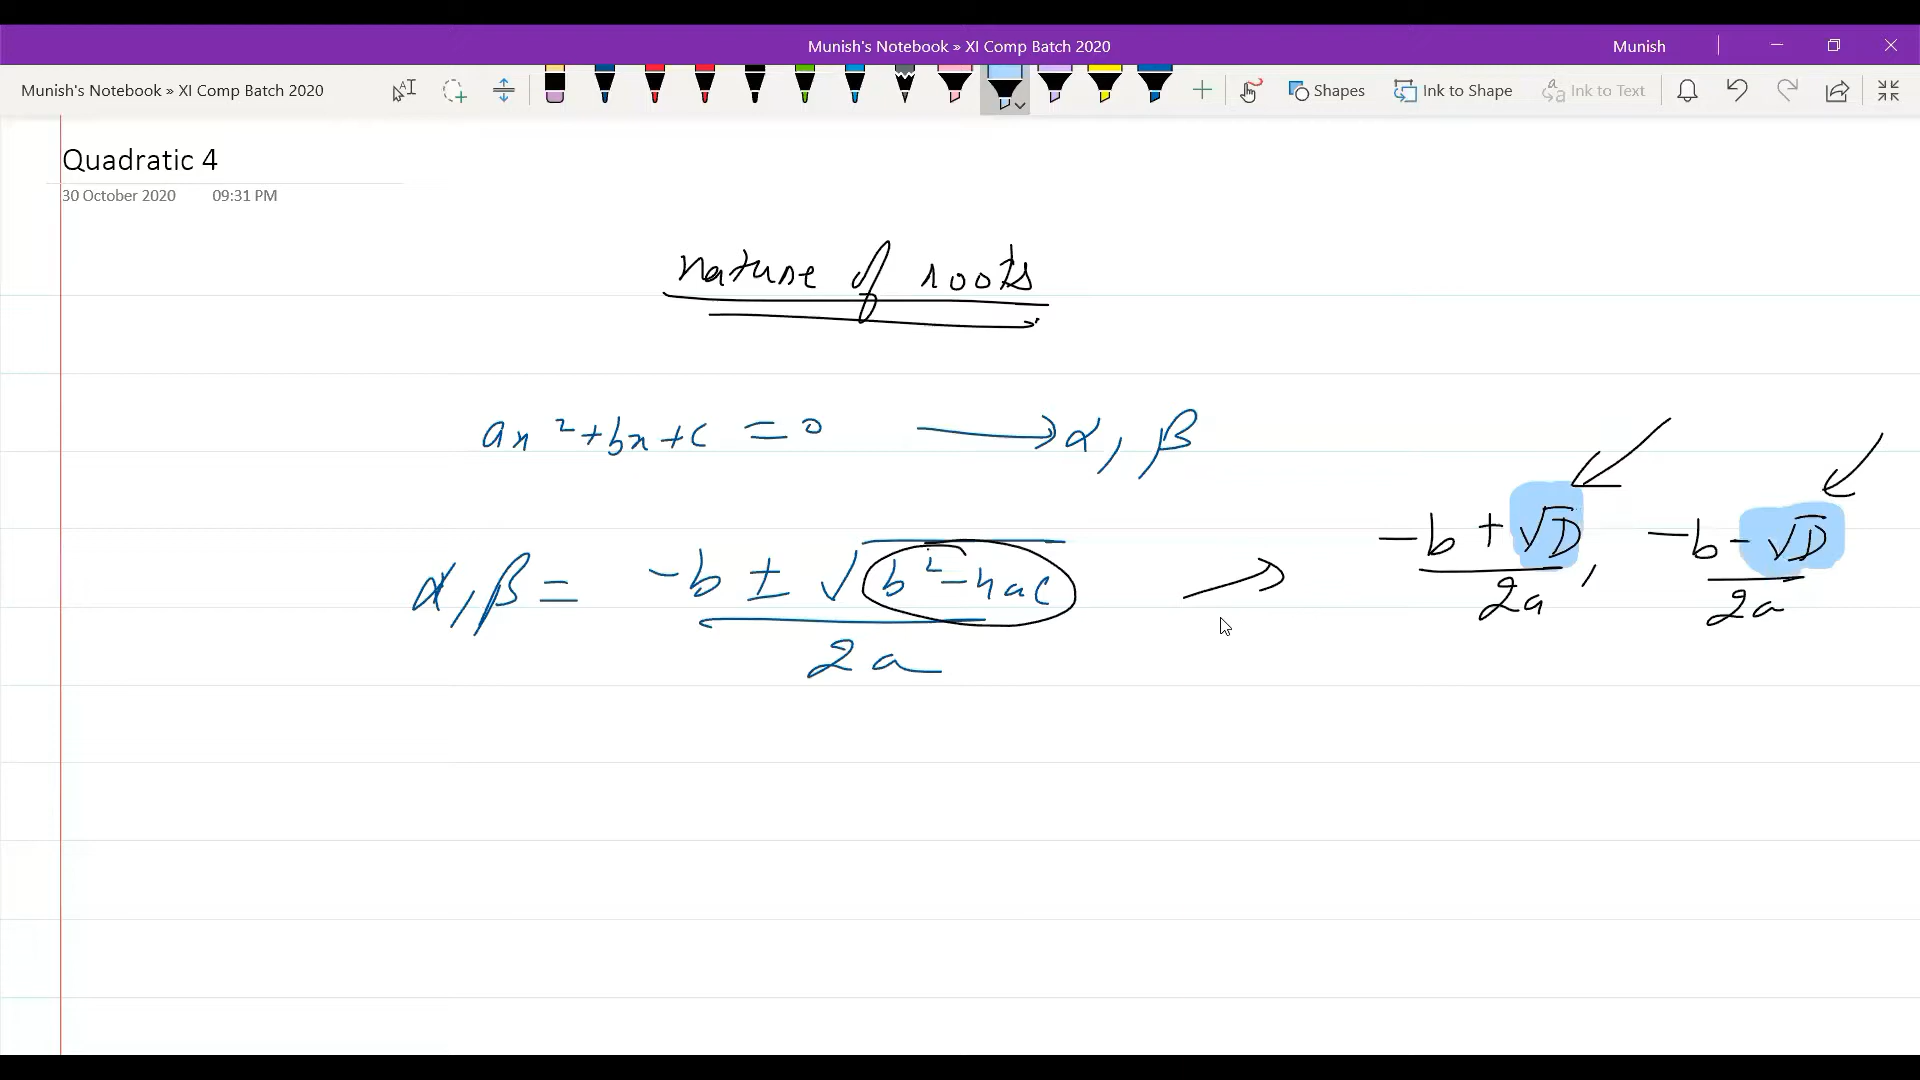 Munish's Notebook » XI Comp Batch 2020
Munish
Munish's Notebook » XI Comp Batch 2020
Shapes
Ink to Shape
Ink to Text
Quadratic 4
30 October 2020 09:31 PM
nature of roots
ax²+bx+c = 0 → α, β
α, β = (-b ± √(b²-4ac)) / 2a → (-b + √D) / 2a , (-b - √D) / 2a